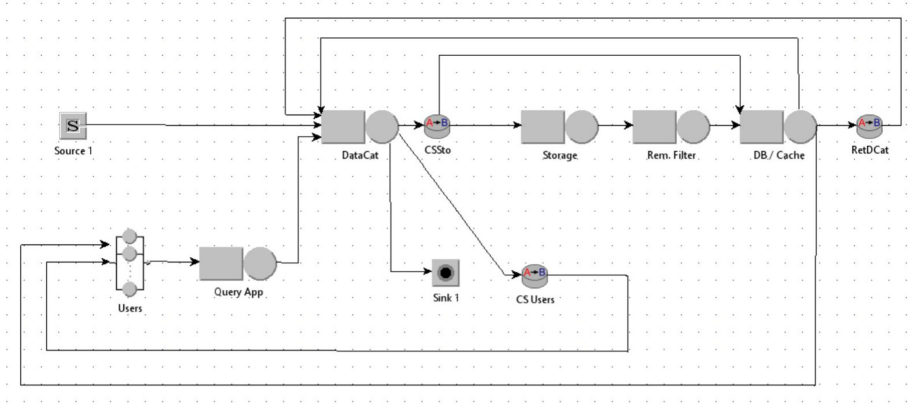 S
Source 1
DataCat
A B
CSSto
Storage
Rem. Filter
DB / Cache
A B
RetDCat
Users
Query App
Sink 1
A B
CS Users